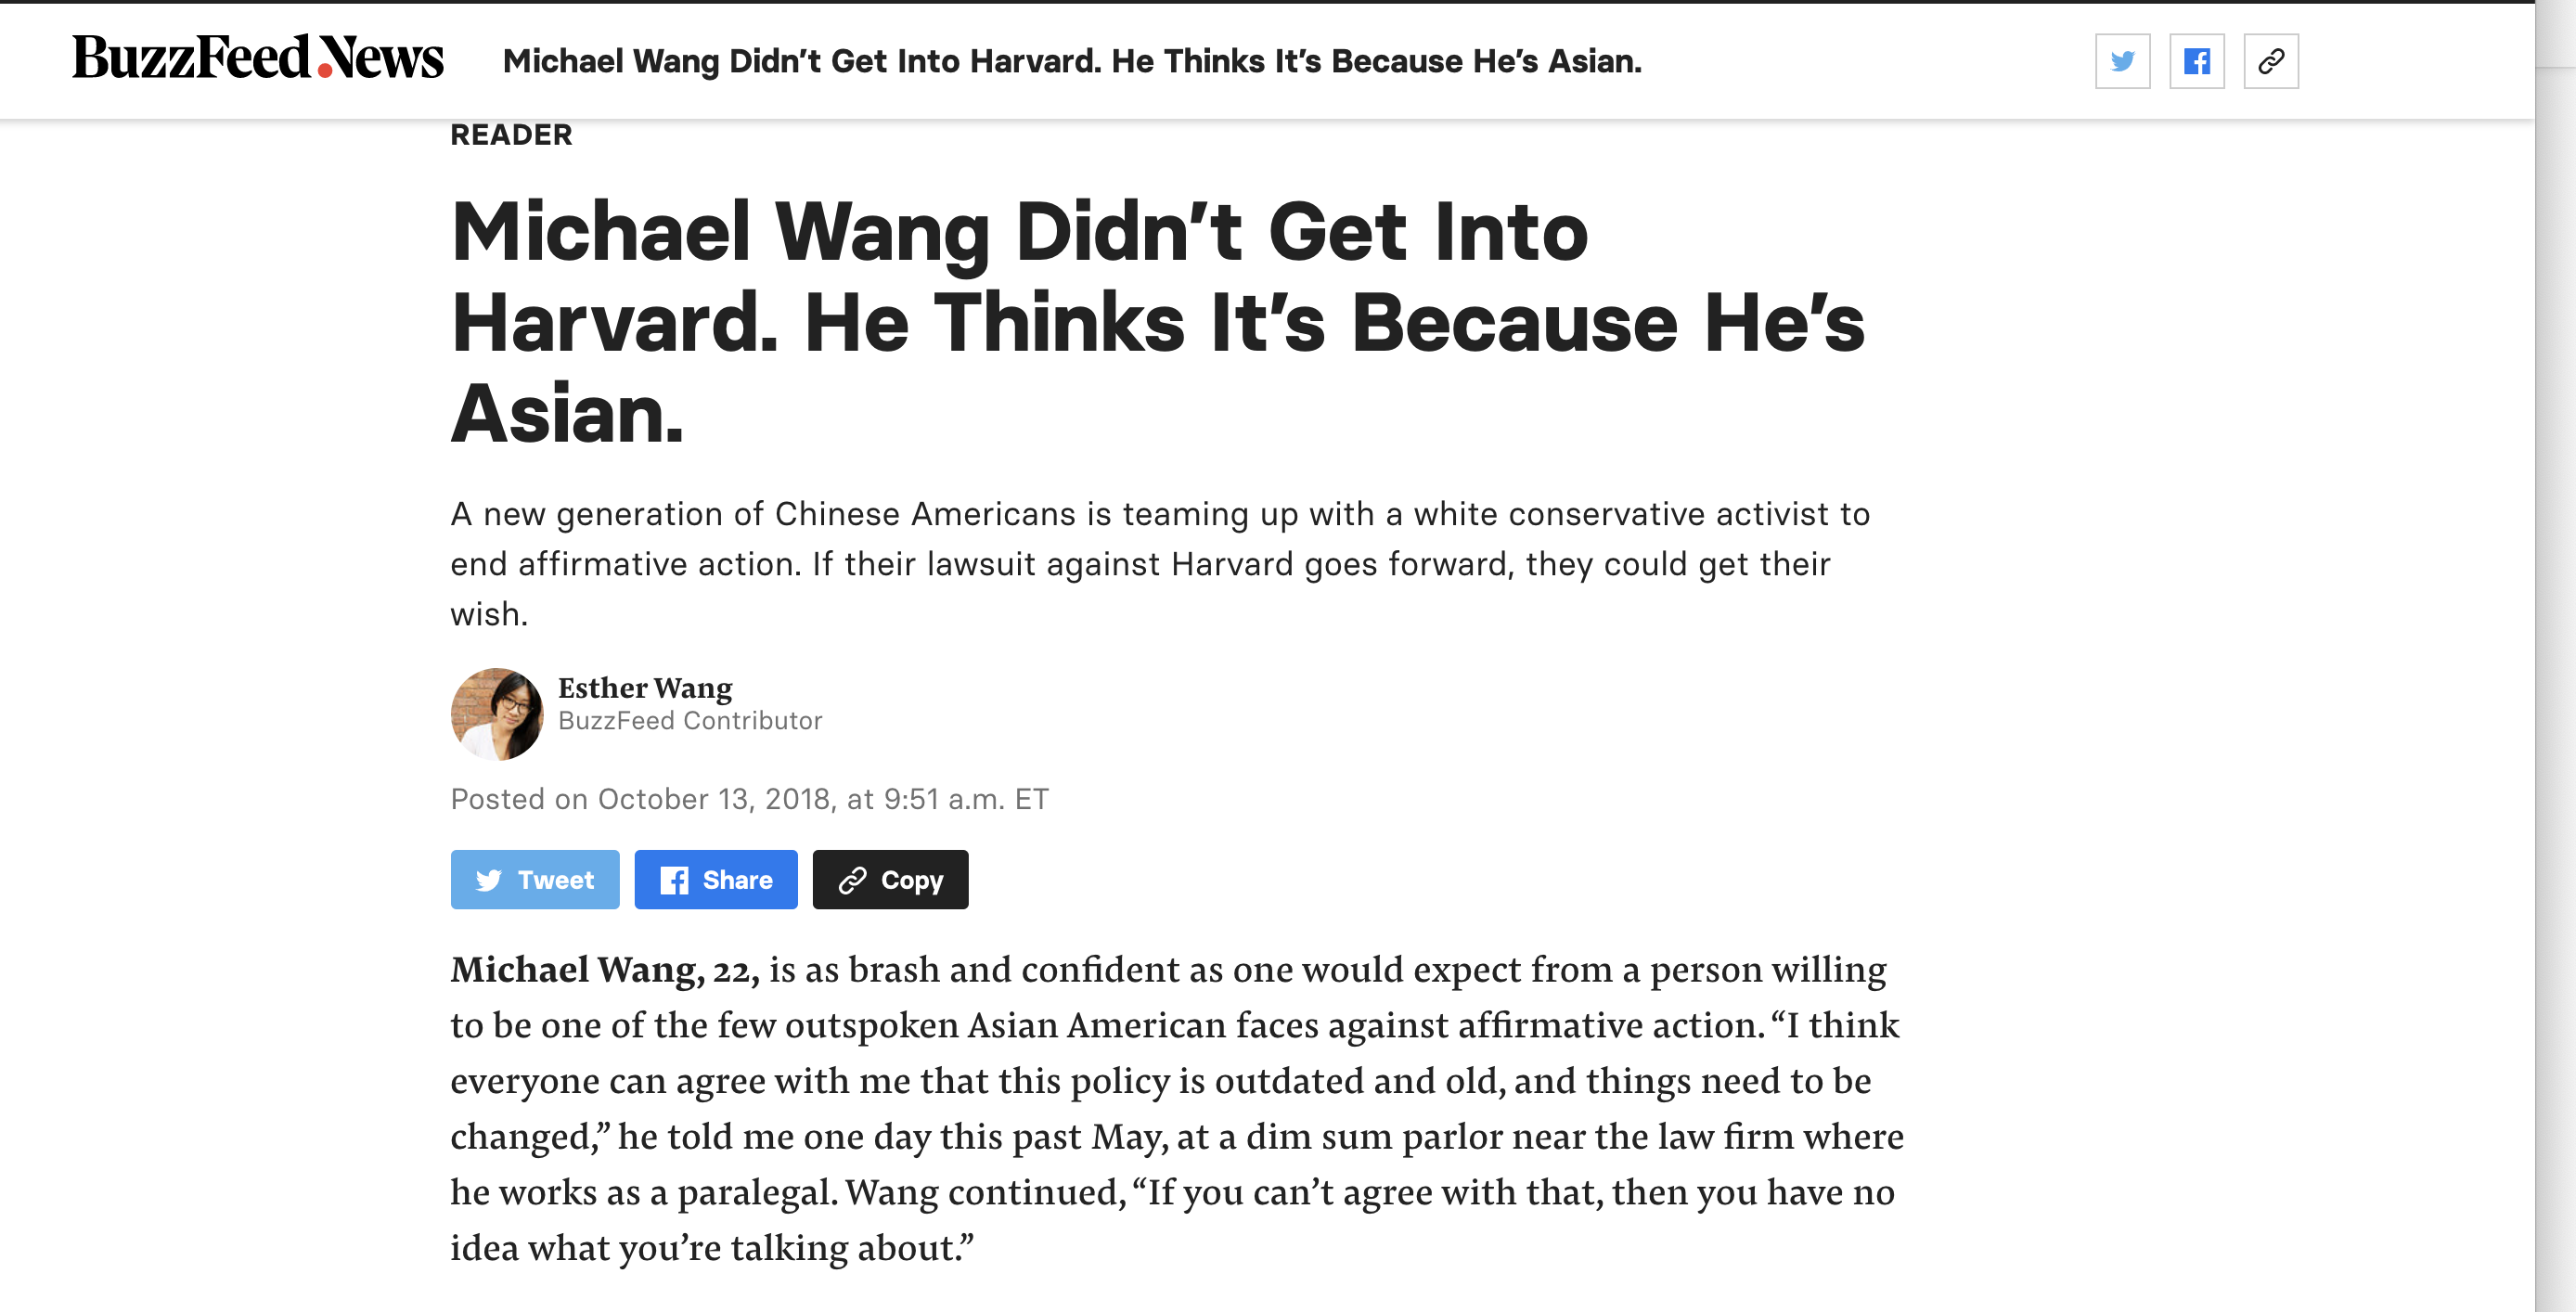 BuzzFeed News
Michael Wang Didn’t Get Into Harvard. He Thinks It’s Because He’s Asian.
READER
Michael Wang Didn’t Get Into
Harvard. He Thinks It’s Because He’s
Asian.
A new generation of Chinese Americans is teaming up with a white conservative activist to
end affirmative action. If their lawsuit against Harvard goes forward, they could get their
wish.
Esther Wang
BuzzFeed Contributor
Posted on October 13, 2018, at 9:51 a.m. ET
Tweet
Share
Copy
Michael Wang, 22, is as brash and confident as one would expect from a person willing
to be one of the few outspoken Asian American faces against affirmative action. “I think
everyone can agree with me that this policy is outdated and old, and things need to be
changed,” he told me one day this past May, at a dim sum parlor near the law firm where
he works as a paralegal. Wang continued, “If you can’t agree with that, then you have no
idea what you’re talking about.”